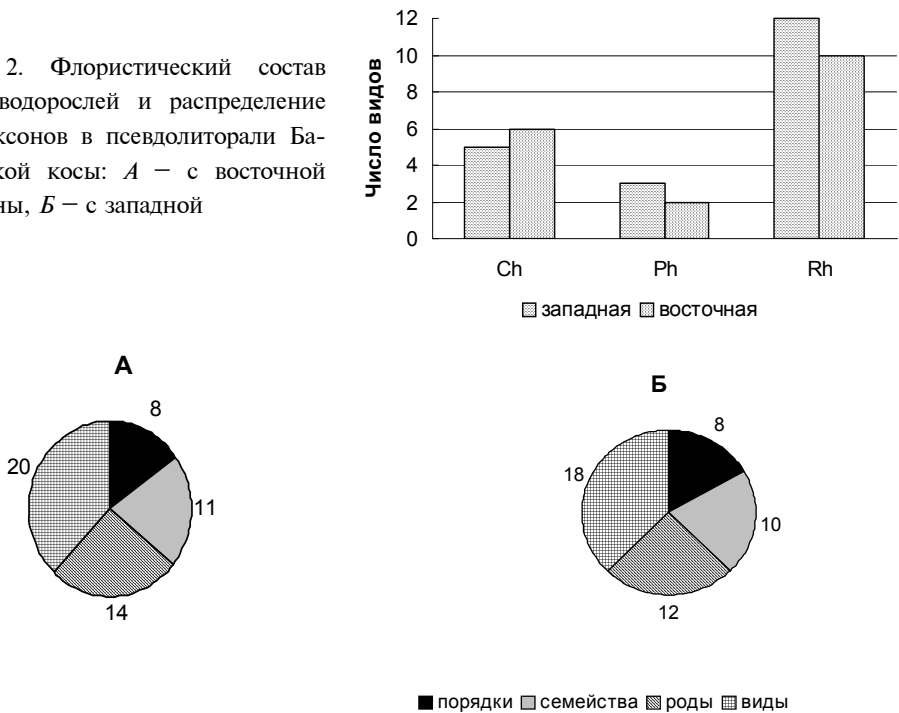 2. Флористический состав
водорослей и распределение
ксонов в псевдолиторали Ба-
кой косы: А – с восточной
ны, Б – с западной
12
10
8
6
4
2
0
Число видов
Ch Ph Rh
западная восточная
А
8
11
14
20
Б
8
10
12
18
порядки семейства роды виды